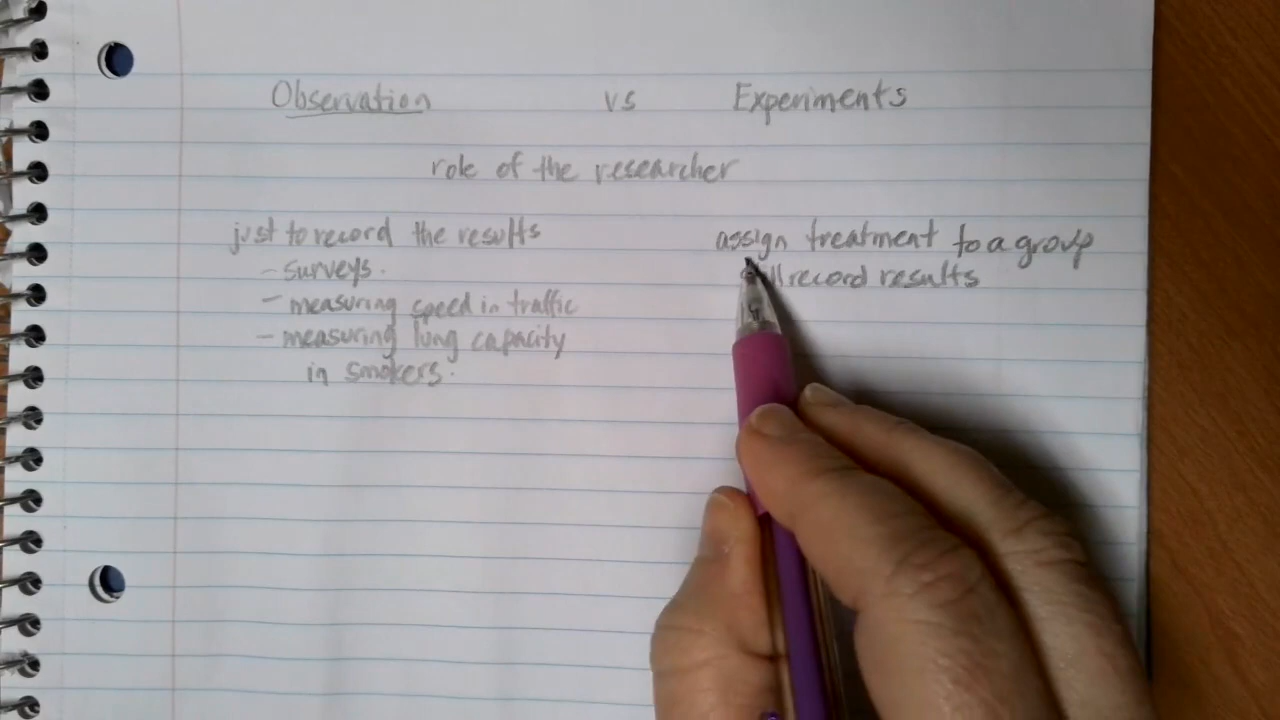 Observation vs Experiments
role of the researcher
just to record the results
- surveys.
- measuring speed in traffic
- measuring lung capacity
in smokers.
assign treatment to a group
record results